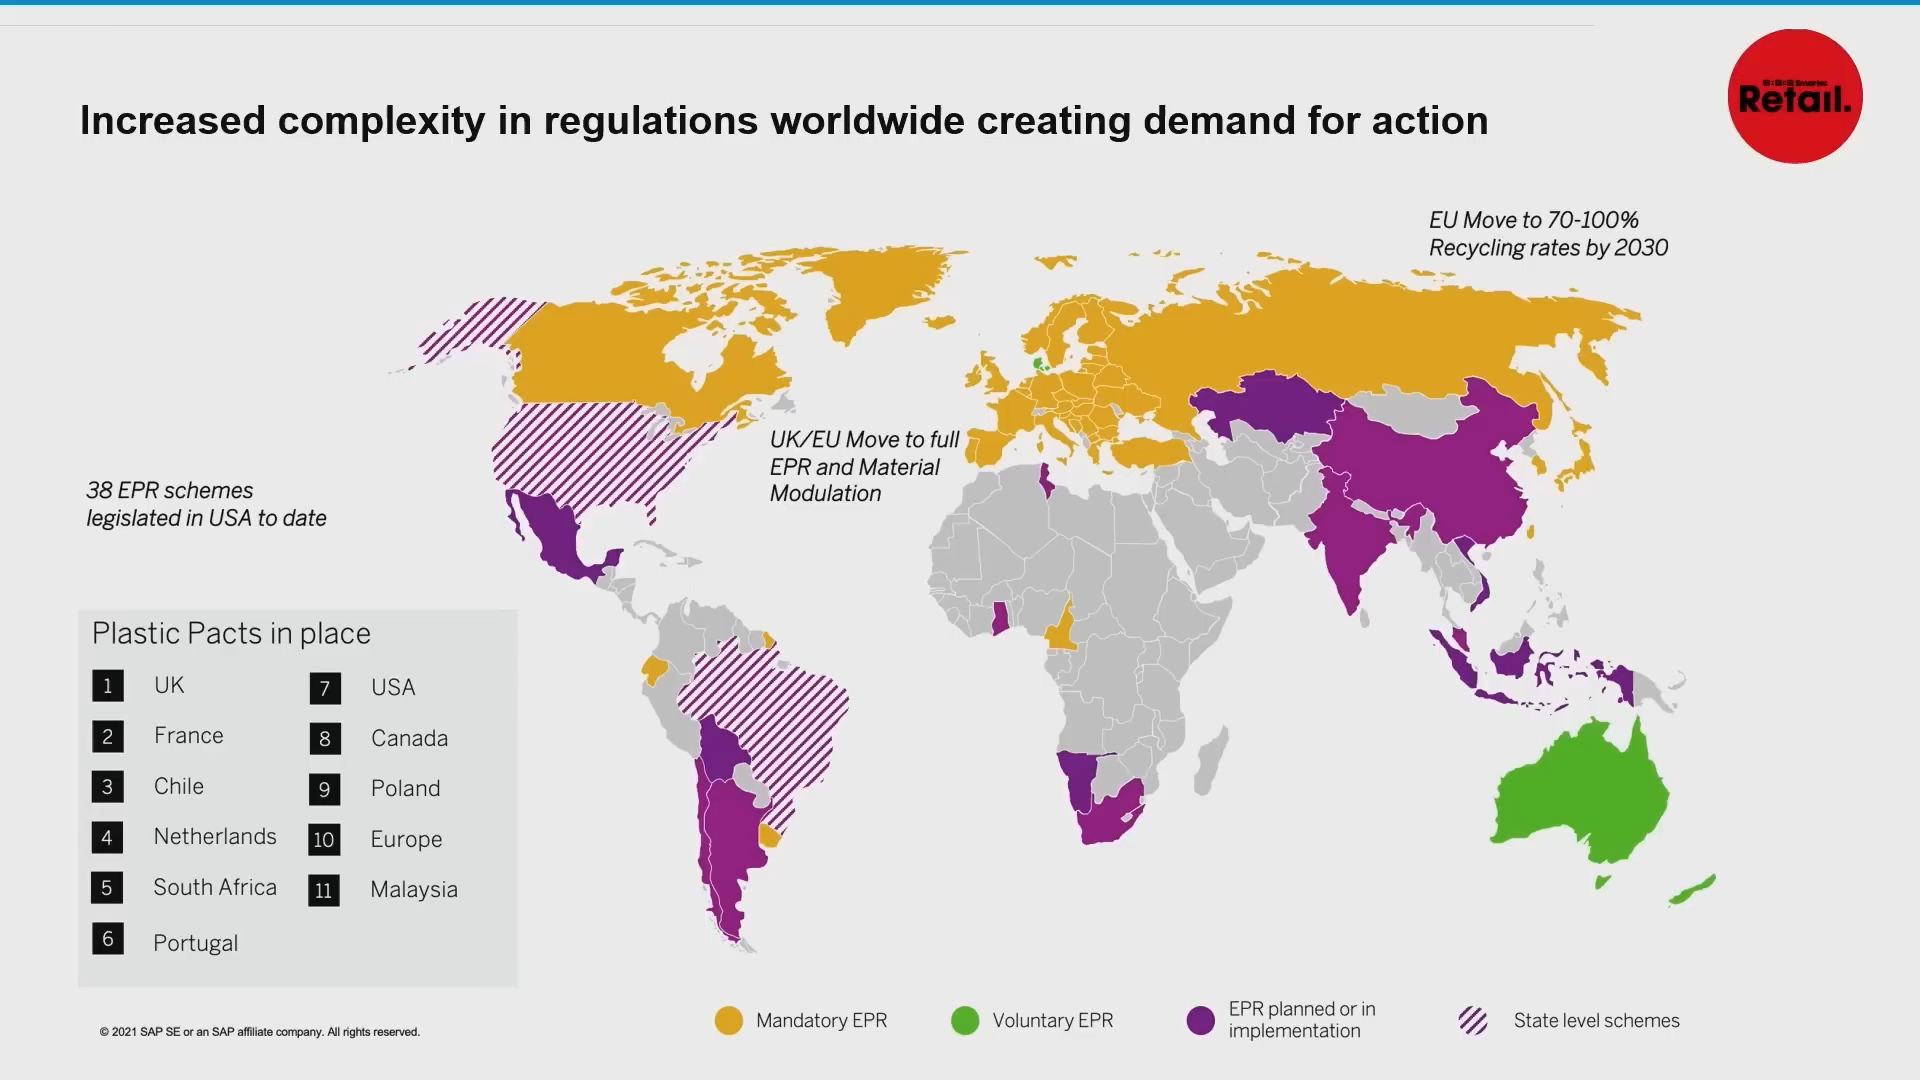 Increased complexity in regulations worldwide creating demand for action
Smarter
Retail.
EU Move to 70-100%
Recycling rates by 2030
UK/EU Move to full
EPR and Material
Modulation
38 EPR schemes
legislated in USA to date
Plastic Pacts in place
1 UK
2 France
3 Chile
4 Netherlands
5 South Africa
6 Portugal
7 USA
8 Canada
9 Poland
10 Europe
11 Malaysia
Mandatory EPR
Voluntary EPR
EPR planned or in
implementation
State level schemes
© 2021 SAP SE or an SAP affiliate company. All rights reserved.